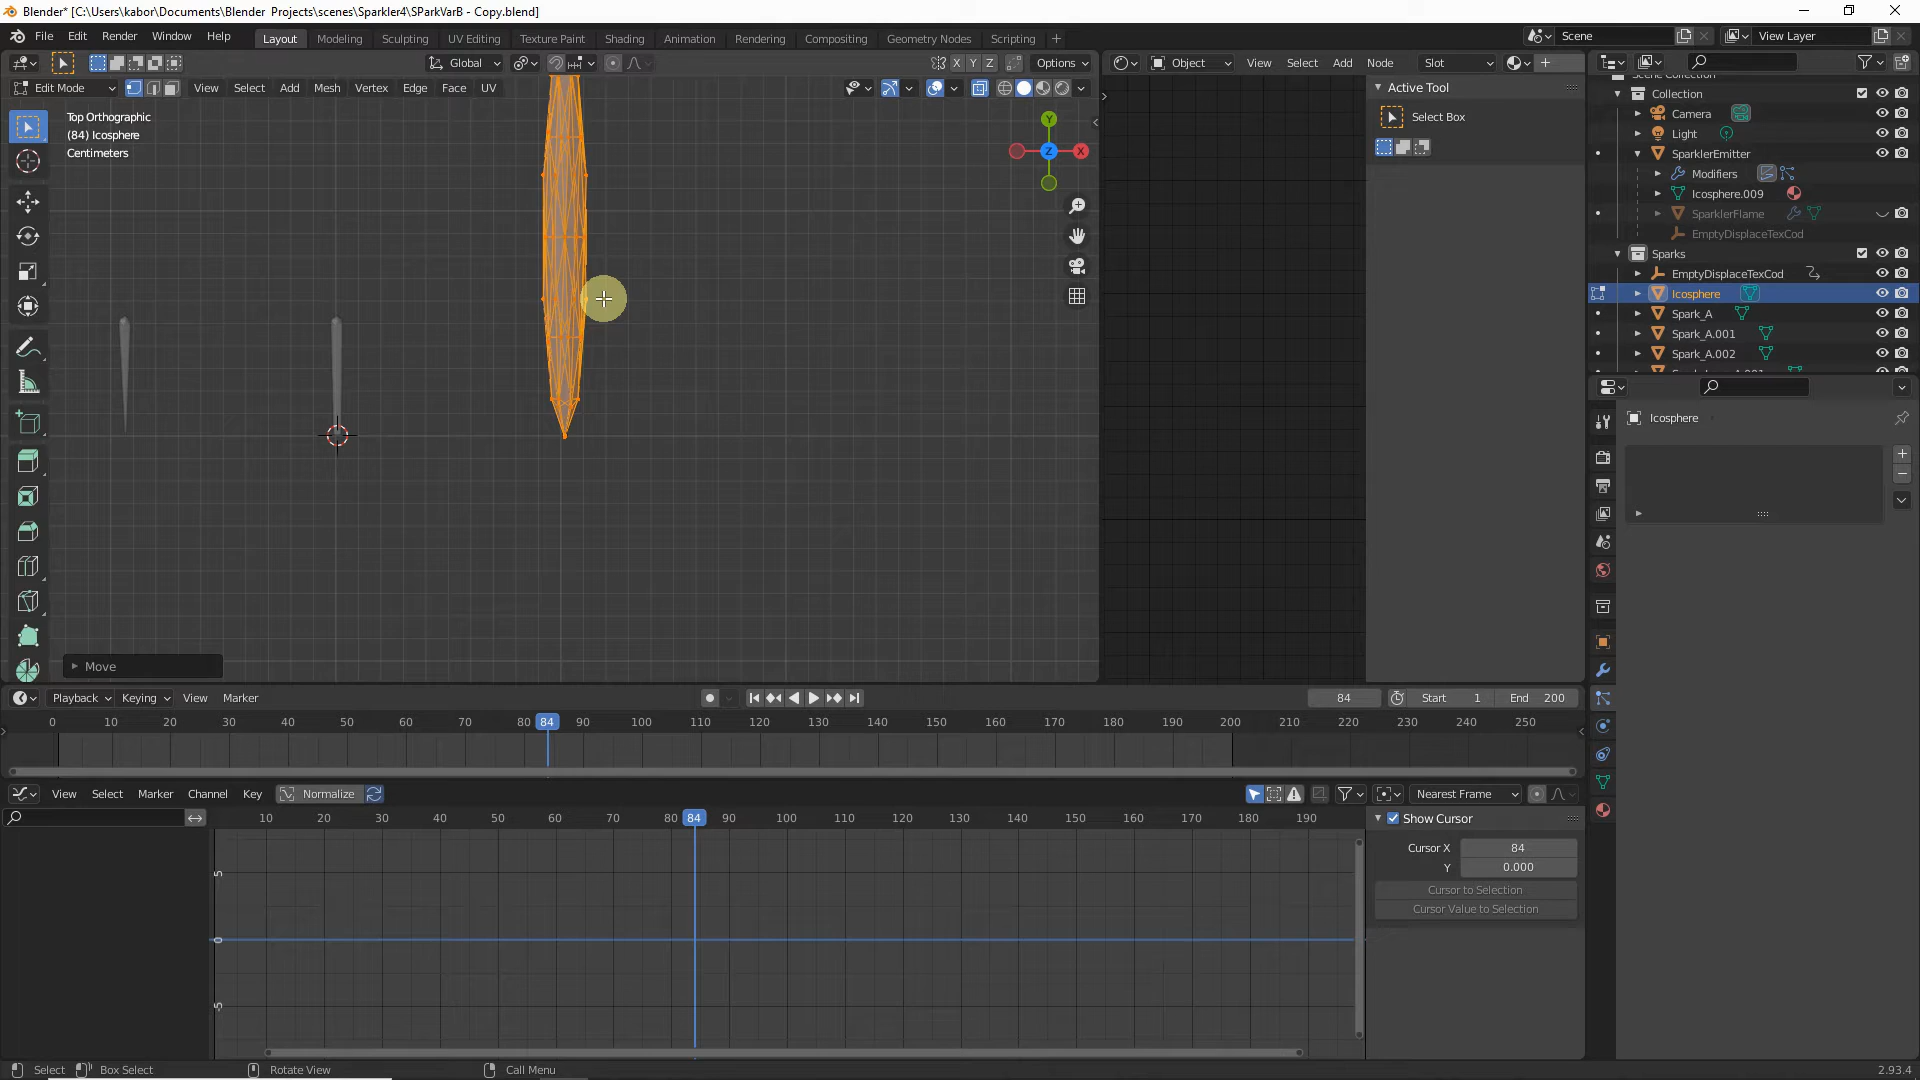 Blender* [C:\Users\kabor\Documents\Blender Projects\scenes\Sparkler4\SParkVarB - Copy.blend]
File Edit Render Window Help
Layout Modeling Sculpting UV Editing Texture Paint Shading Animation Rendering Compositing Geometry Nodes Scripting +
Scene View Layer
Global X Y Z Options
Object View Select Add Node Slot
Edit Mode View Select Add Mesh Vertex Edge Face UV
Top Orthographic
(84) Icosphere
Centimeters
Y
Z
X
Active Tool
Select Box
Collection
Camera
Light
SparklerEmitter
Modifiers
Icosphere.009
SparklerFlame
EmptyDisplaceTexCod
Sparks
EmptyDisplaceTexCod
Icosphere
Spark_A
Spark_A.001
Spark_A.002
Icosphere
Move
Playback Keying View Marker
84 Start 1 End 200
0 10 20 30 40 50 60 70 80 84 90 100 110 120 130 140 150 160 170 180 190 200 210 220 230 240 250
View Select Marker Channel Key Normalize Nearest Frame
10 20 30 40 50 60 70 80 84 90 100 110 120 130 140 150 160 170 180 190
Show Cursor
Cursor X 84
Y 0.000
Cursor to Selection
Cursor Value to Selection
5
0
-5
Select Box Select Rotate View Call Menu 2.93.4